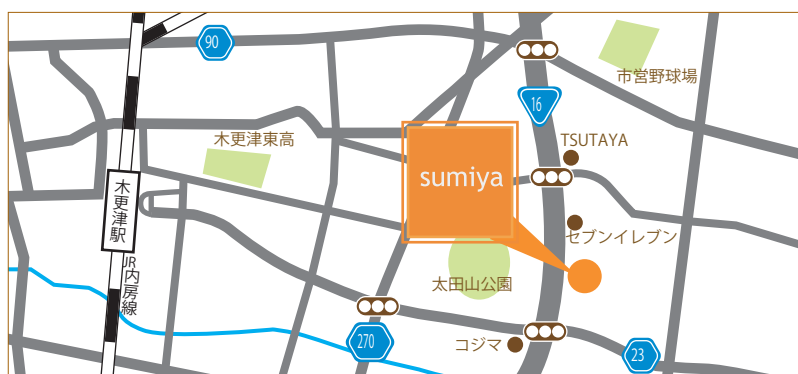 90
市営野球場
16
木更津東高
TSUTAYA
sumiya
木更津駅
セブンイレブン
JR内房線
太田山公園
270
コジマ
23